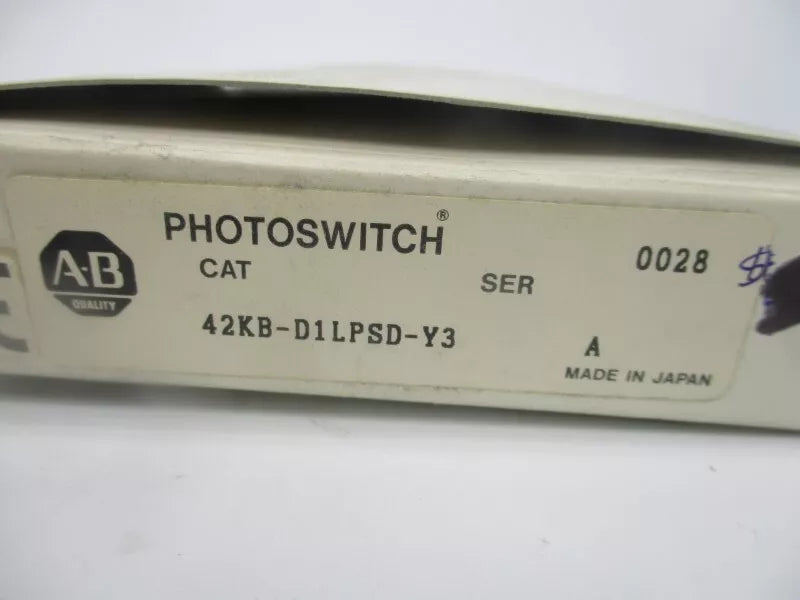 A-B
QUALITY
PHOTOSWITCH®
0028
CAT
SER
42KB-D1LPSD-Y3
A
MADE IN JAPAN